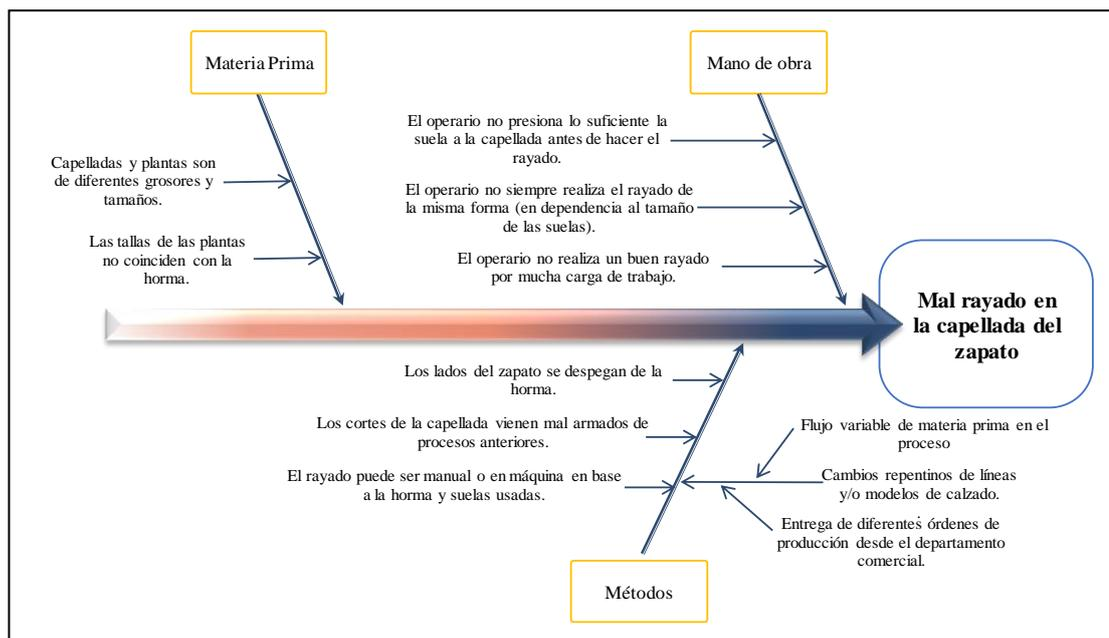 Materia Prima
Mano de obra
El operario no presiona lo suficiente la
suela a la capellada antes de hacer el
rayado.
Capelladas y plantas son
de diferentes grosores y
tamaños.
El operario no siempre realiza el rayado de
la misma forma (en dependencia al tamaño
de las suelas).
Las tallas de las plantas
no coinciden con la
horma.
El operario no realiza un buen rayado
por mucha carga de trabajo.
Mal rayado en
la capellada del
zapato
Los lados del zapato se despegan de la
horma.
Los cortes de la capellada vienen mal armados de
procesos anteriores.
El rayado puede ser manual o en máquina en base
a la horma y suelas usadas.
Flujo variable de materia prima en el
proceso
Cambios repentinos de líneas
y/o modelos de calzado.
.
Entrega de diferentes órdenes de
producción desde el departamento
comercial.
Métodos